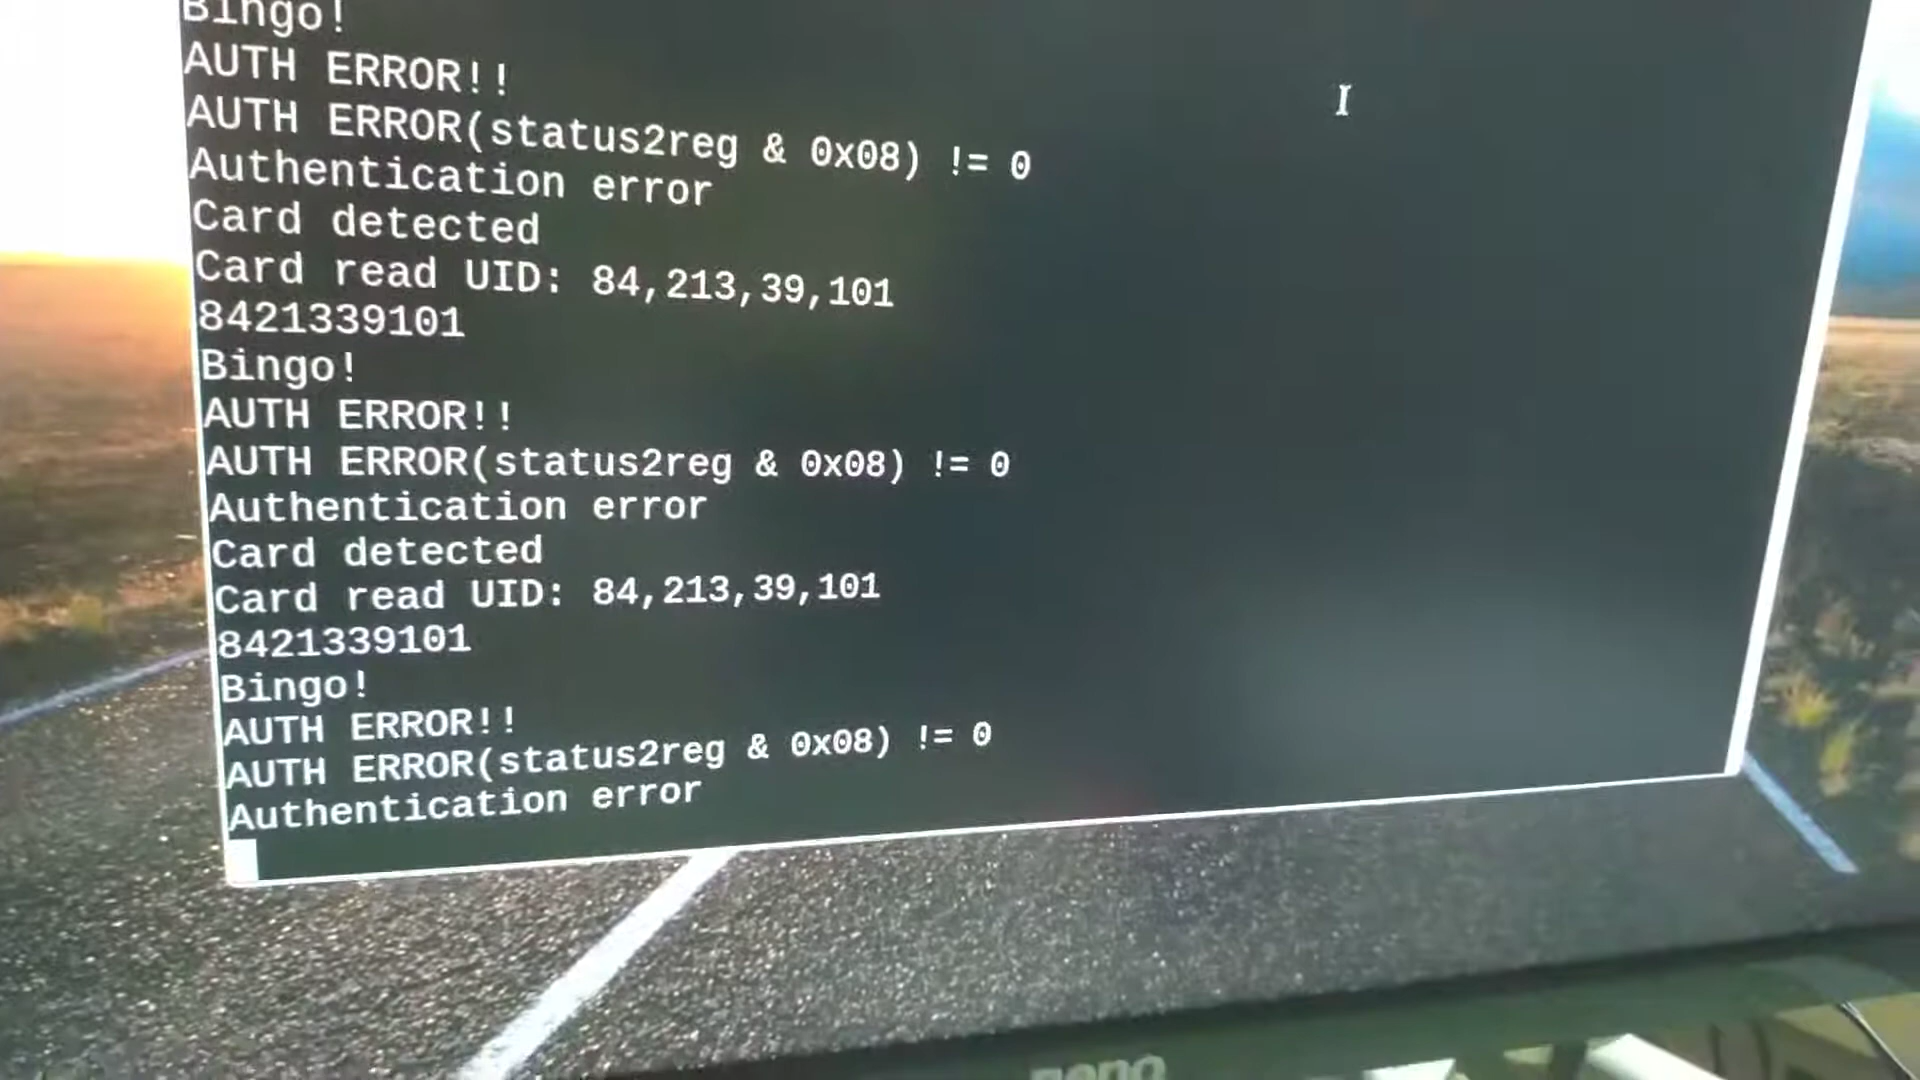 Bingo!
AUTH ERROR!!
AUTH ERROR(status2reg & 0x08) != 0
Authentication error
Card detected
Card read UID: 84,213,39,101
8421339101
Bingo!
AUTH ERROR!!
AUTH ERROR(status2reg & 0x08) != 0
Authentication error
Card detected
Card read UID: 84,213,39,101
8421339101
Bingo!
AUTH ERROR!!
AUTH ERROR(status2reg & 0x08) != 0
Authentication error